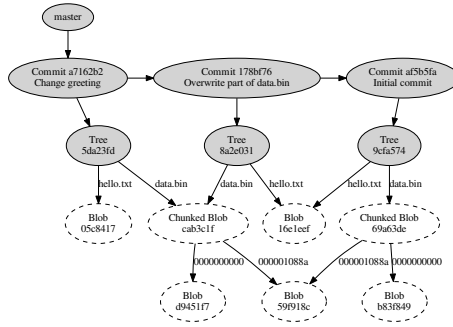 master
Commit a7162b2
Change greeting
Commit 178bf76
Overwrite part of data.bin
Commit af5b5fa
Initial commit
Tree
5da23fd
Tree
8a2e031
Tree
9cfa574
hello.txt
data.bin
data.bin
hello.txt
hello.txt
data.bin
Blob
05c8417
Chunked Blob
cab3c1f
Blob
16e1eef
Chunked Blob
69a63de
0000000000
000001088a
000001088a
0000000000
Blob
d9451f7
Blob
59f918c
Blob
b83f849